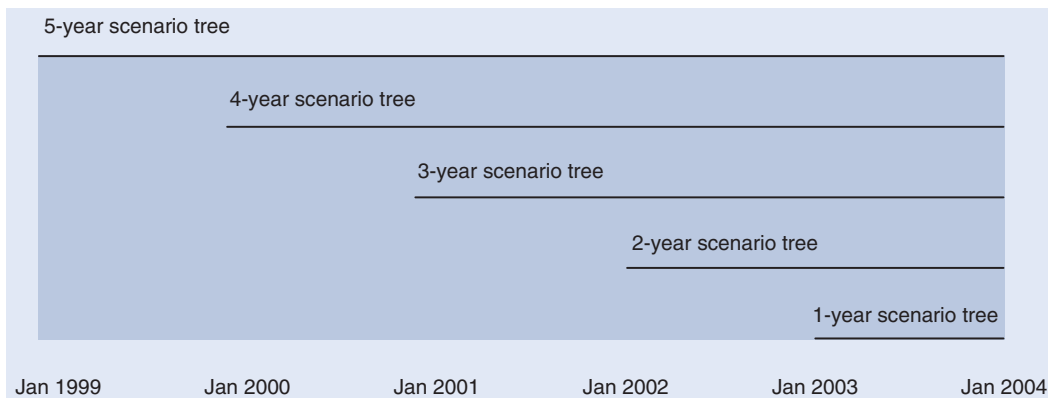 5-year scenario tree
4-year scenario tree
3-year scenario tree
2-year scenario tree
1-year scenario tree
Jan 1999 Jan 2000 Jan 2001 Jan 2002 Jan 2003 Jan 2004